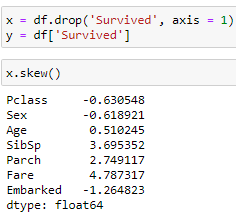 x = df.drop('Survived', axis = 1)
y = df['Survived']
x.skew()
Pclass -0.630548
Sex -0.618921
Age 0.510245
SibSp 3.695352
Parch 2.749117
Fare 4.787317
Embarked -1.264823
dtype: float64